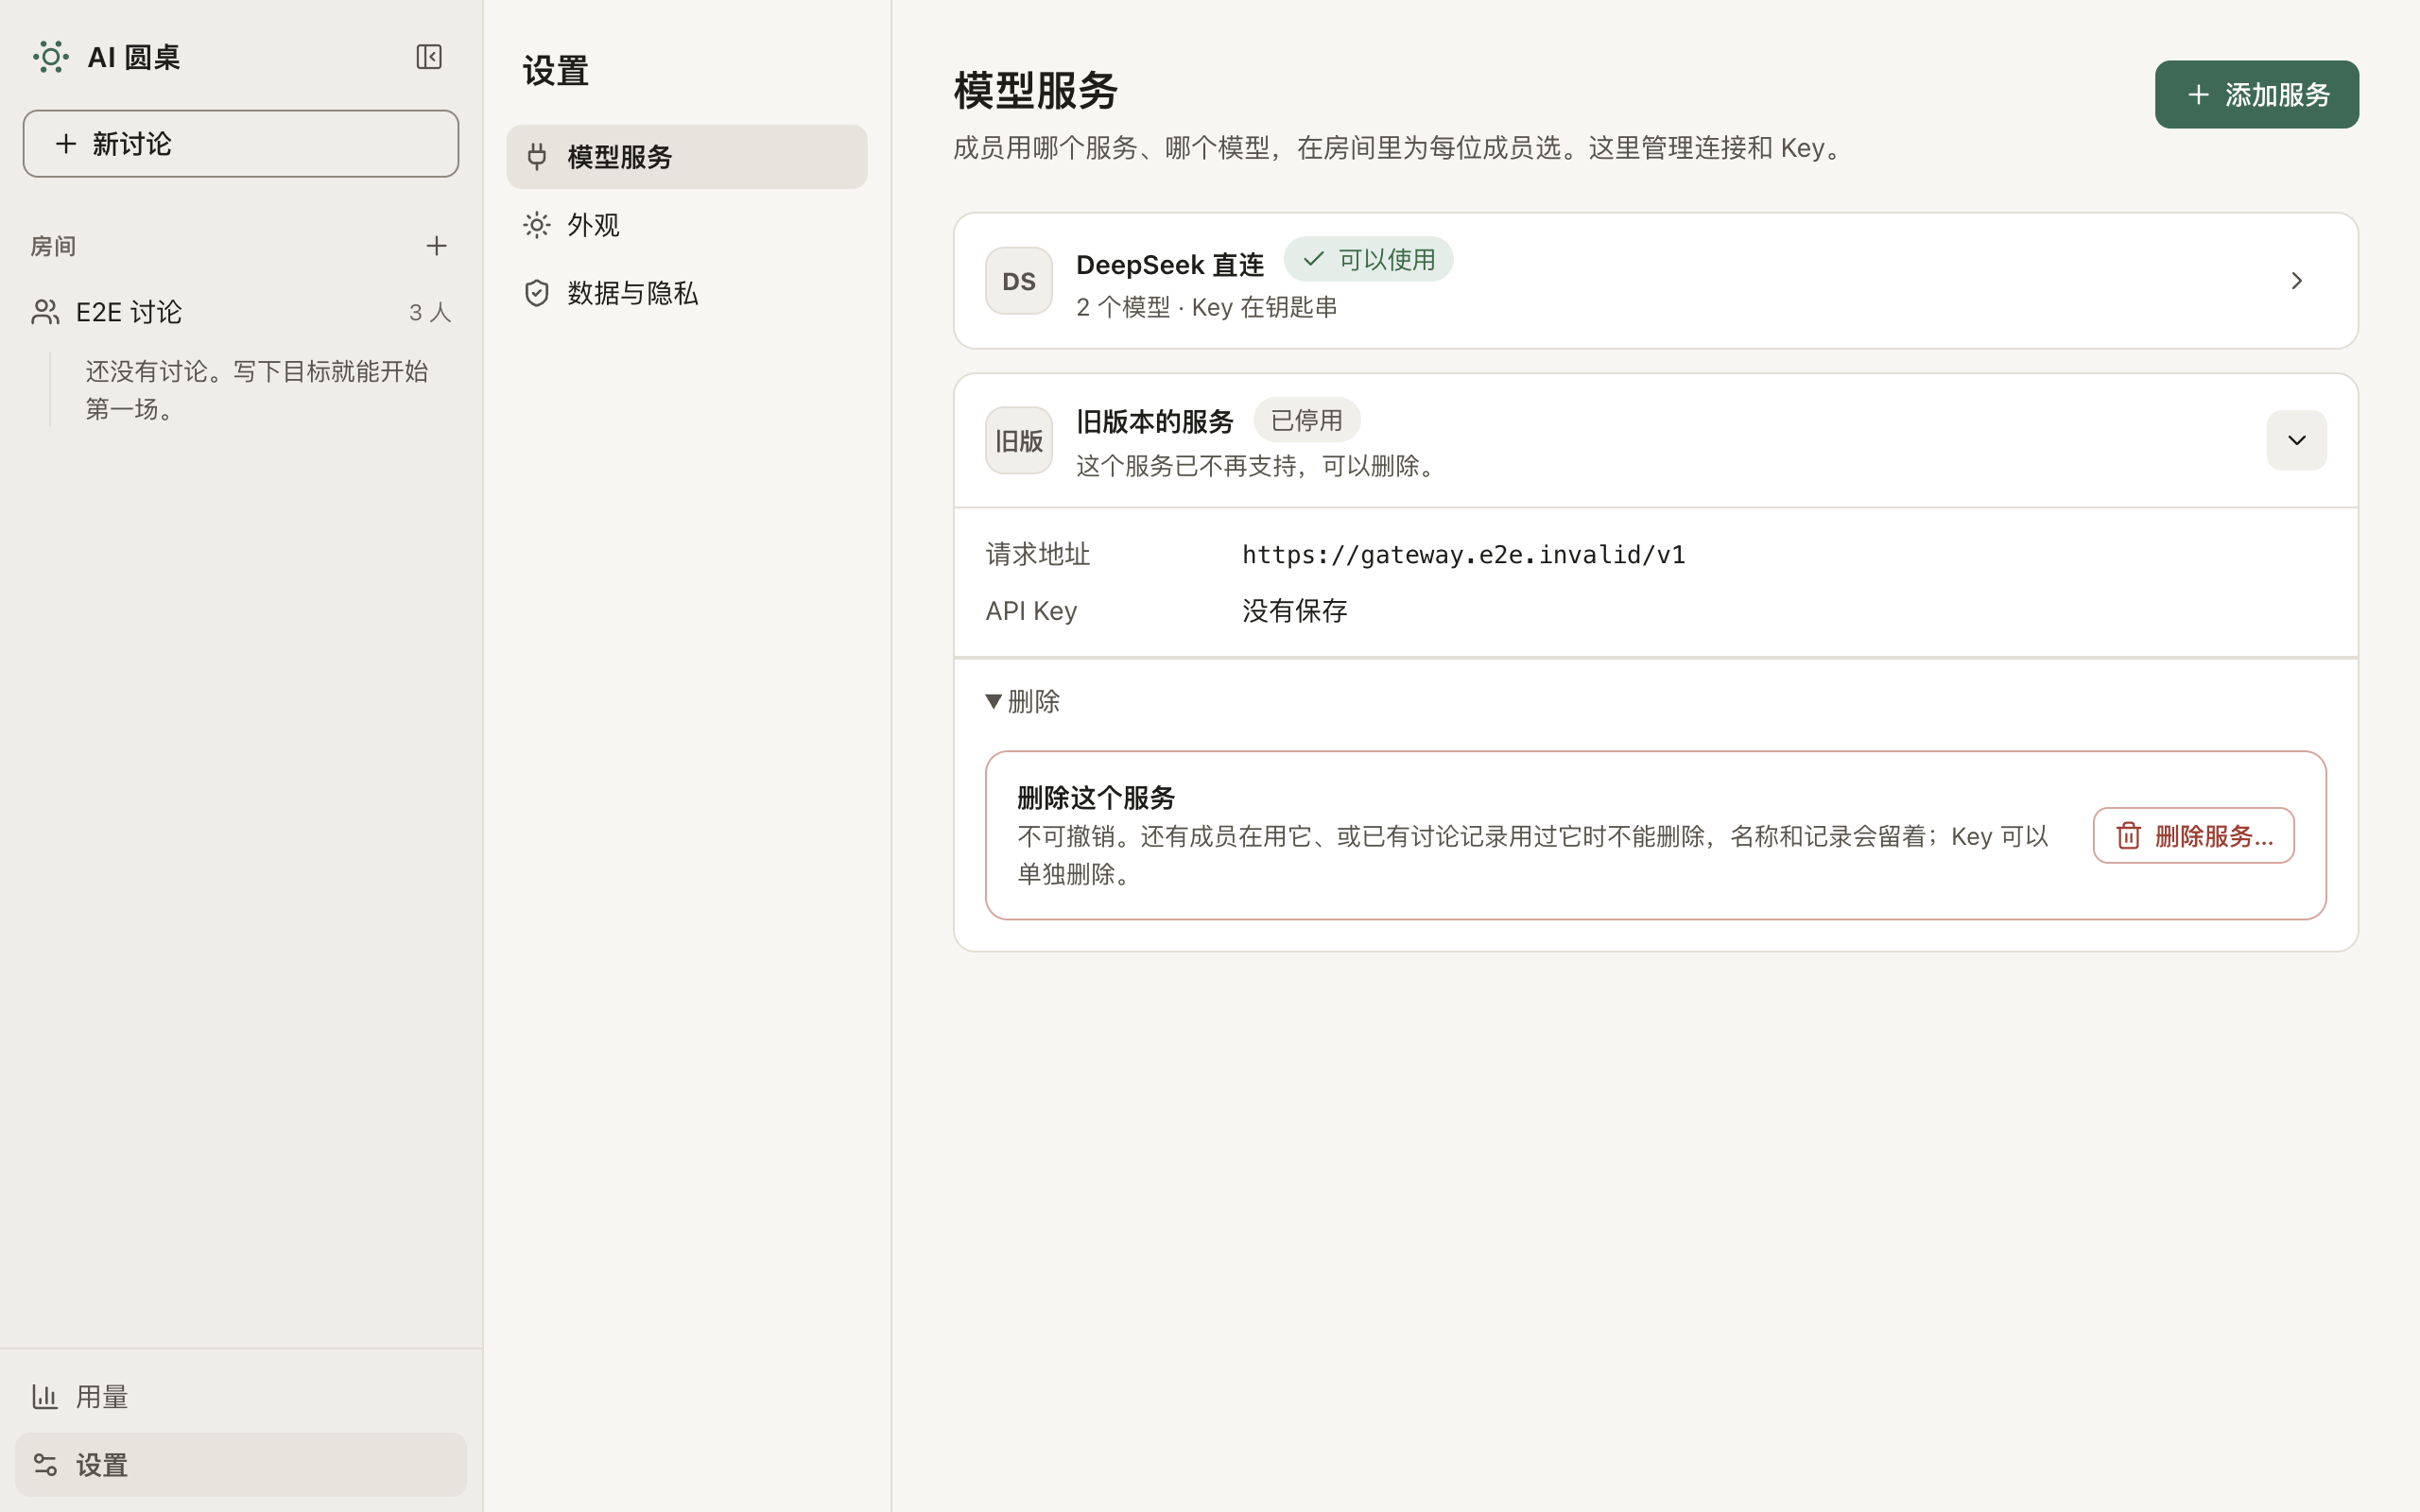 AI 圆桌
新讨论
房间
E2E 讨论
3 人
还没有讨论。写下目标就能开始
第一场。
用量
设置
设置
模型服务
外观
数据与隐私
模型服务
添加服务
成员用哪个服务、哪个模型，在房间里为每位成员选。这里管理连接和 Key。
DS
DeepSeek 直连
可以使用
2 个模型 · Key 在钥匙串
旧版
旧版本的服务
已停用
这个服务已不再支持，可以删除。
请求地址
https://gateway.e2e.invalid/v1
API Key
没有保存
删除
删除这个服务
不可撤销。还有成员在用它、或已有讨论记录用过它时不能删除，名称和记录会留着；Key 可以
单独删除。
删除服务...